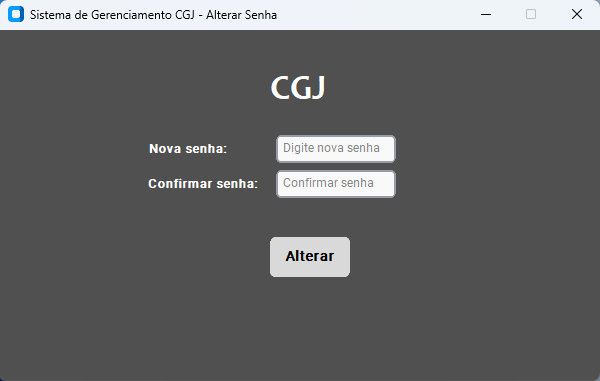 Sistema de Gerenciamento CGJ - Alterar Senha
CGJ
Nova senha: Digite nova senha
Confirmar senha: Confirmar senha
Alterar